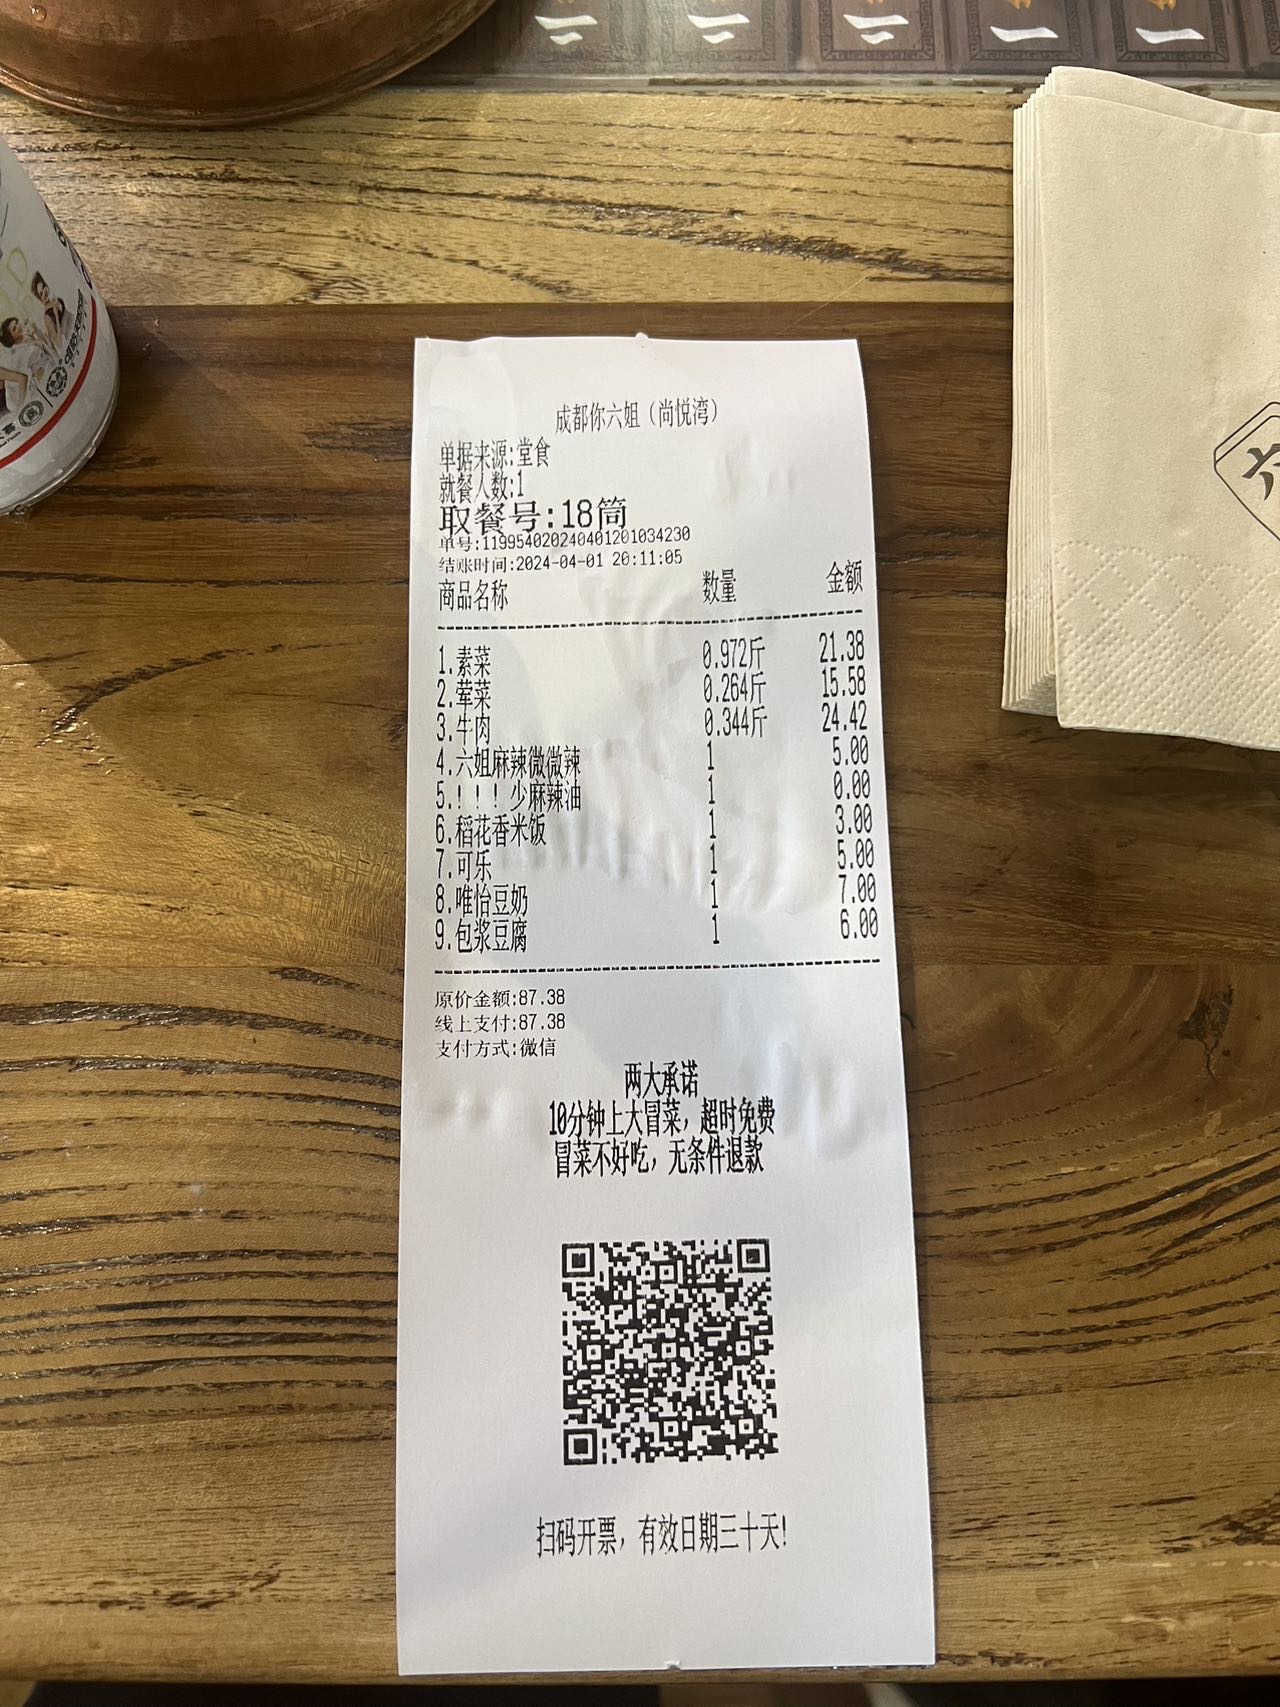 二
二
二
一
一
六
成都你六姐（尚悦湾）
单据来源:堂食
就餐人数:1
取餐号:18筒
单号:119954020240401201034230
结账时间:2024-04-01 20:11:05
商品名称 数量 金额
1.素菜 0.972斤 21.38
2.荤菜 0.264斤 15.58
3.牛肉 0.344斤 24.42
4.六姐麻辣微微辣 1 5.00
5.！！！少麻辣油 1 0.00
6.稻花香米饭 1 3.00
7.可乐 1 5.00
8.唯怡豆奶 1 7.00
9.包浆豆腐 1 6.00
原价金额:87.38
线上支付:87.38
支付方式:微信
两大承诺
10分钟上大冒菜，超时免费
冒菜不好吃，无条件退款
扫码开票，有效日期三十天!